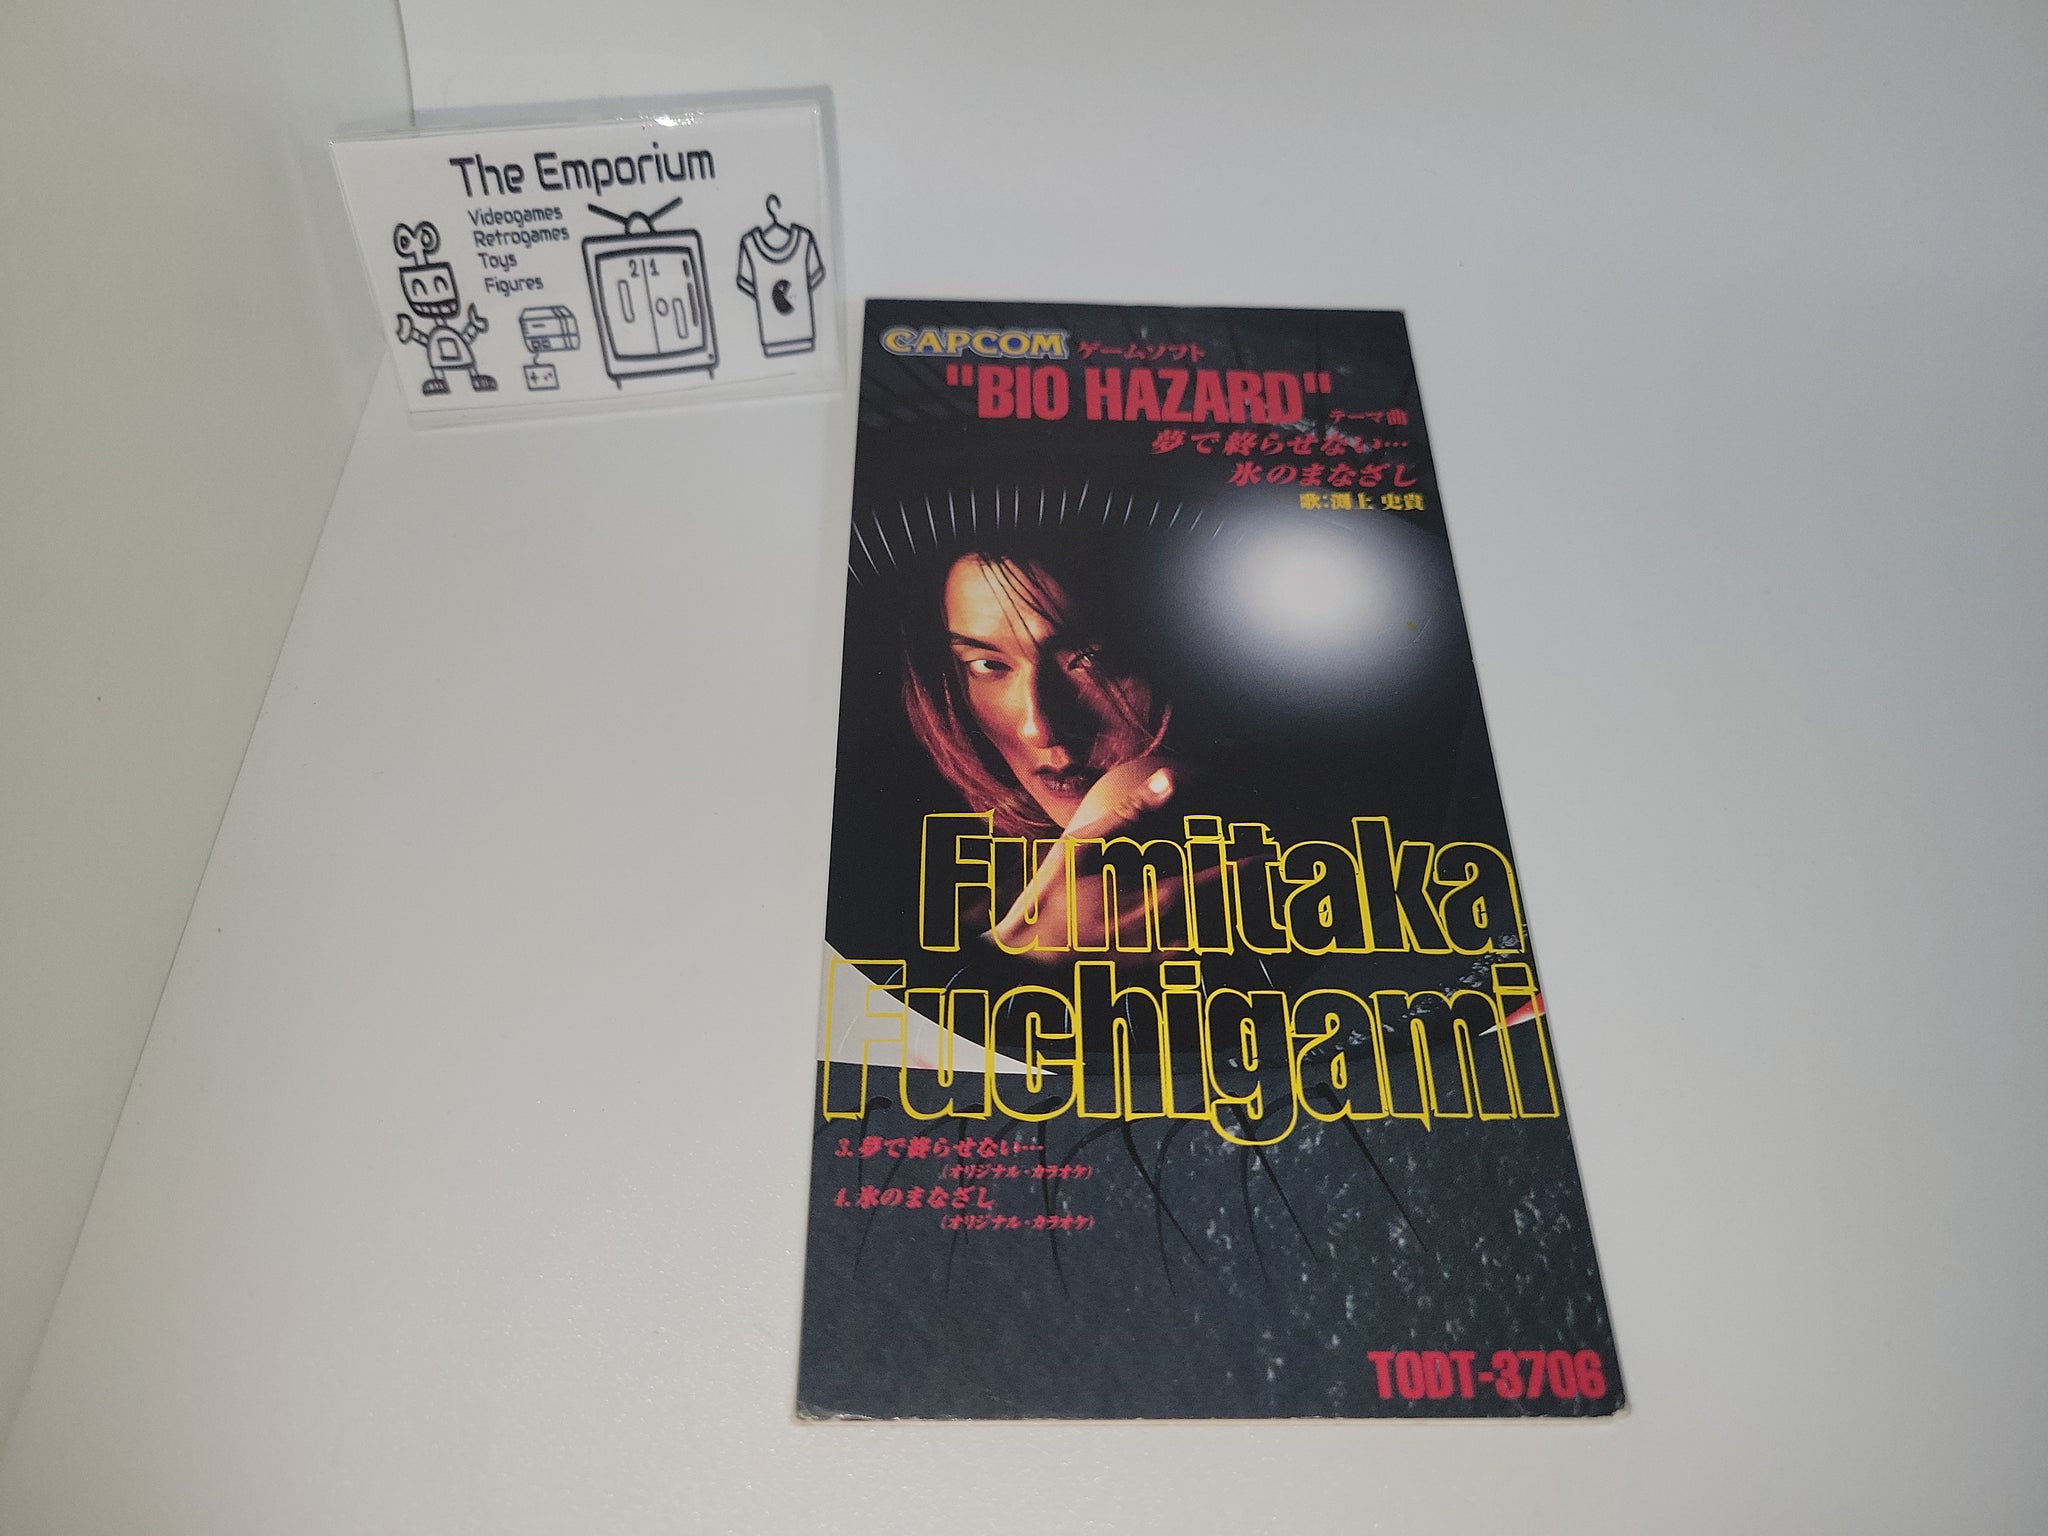 The Emporium
Videogames
Retrogames
Toys
Figures
2 1
CAPCOM ゲームソフト
"BIO HAZARD" テーマ曲
夢で終らせない…
氷のまなざし
歌:渕上 史貴
Fumitaka
Fuchigami
3. 夢で終らせない…
(オリジナル・カラオケ)
4. 氷のまなざし
(オリジナル・カラオケ)
TODT-3706